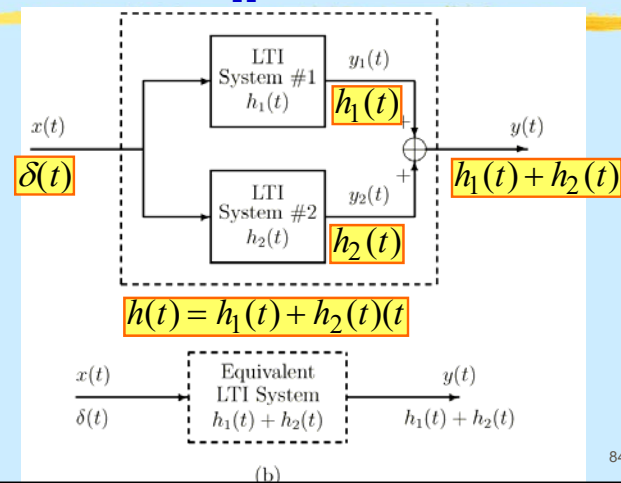 LTI
System #1
h₁(t)
y₁(t)
h₁(t)
+
x(t)
δ(t)
y(t)
h₁(t) + h₂(t)
+
LTI
System #2
h₂(t)
y₂(t)
h₂(t)
h(t) = h₁(t) + h₂(t)(t
x(t)
δ(t)
Equivalent
LTI System
h₁(t) + h₂(t)
y(t)
h₁(t) + h₂(t)
84
(b)